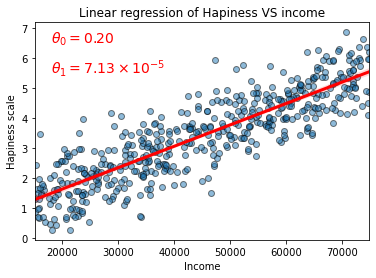 Linear regression of Hapiness VS income
θ₀ = 0.20
θ₁ = 7.13 × 10⁻⁵
Hapiness scale
7
6
5
4
3
2
1
0
20000 30000 40000 50000 60000 70000
Income